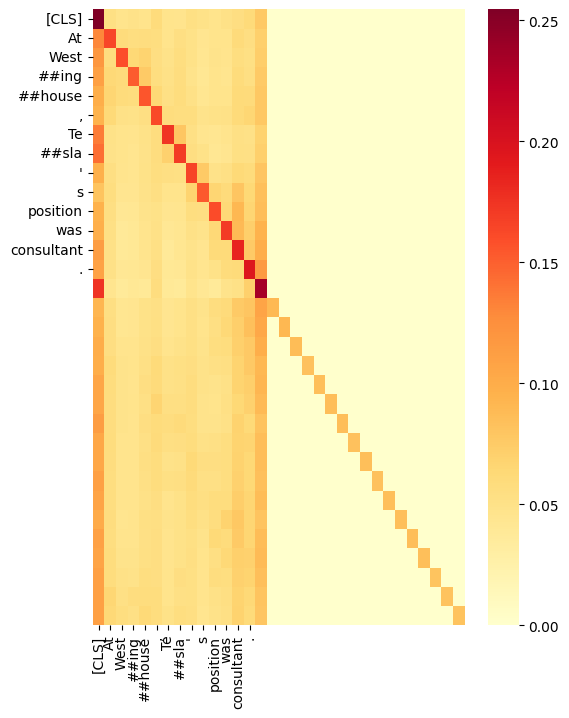 [CLS]
At
West
##ing
##house
,
Te
##sla
'
s
position
was
consultant
.
0.25
0.20
0.15
0.10
0.05
0.00
[CLS]
At
West
##ing
##house
,
Te
##sla
'
s
position
was
consultant
.